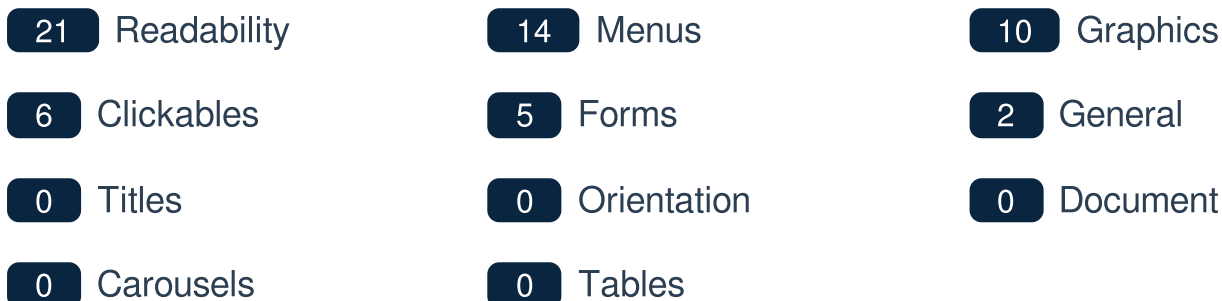 21 Readability 14 Menus 10 Graphics
6 Clickables 5 Forms 2 General
0 Titles 0 Orientation 0 Document
0 Carousels 0 Tables